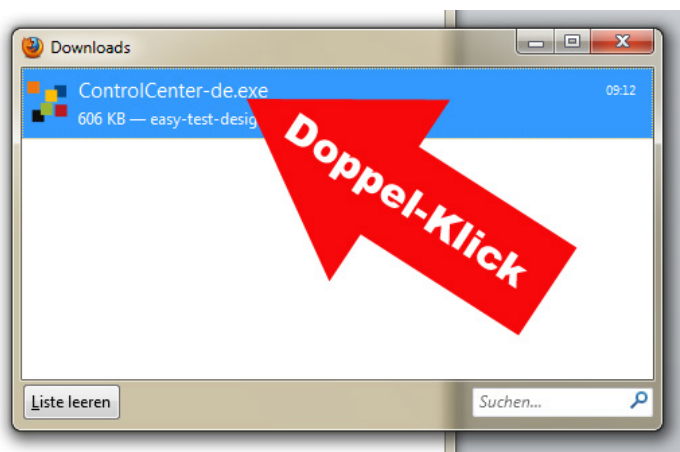 Downloads
ControlCenter-de.exe
09:12
606 KB — easy-test-desig
Doppel-Klick
Liste leeren
Suchen...